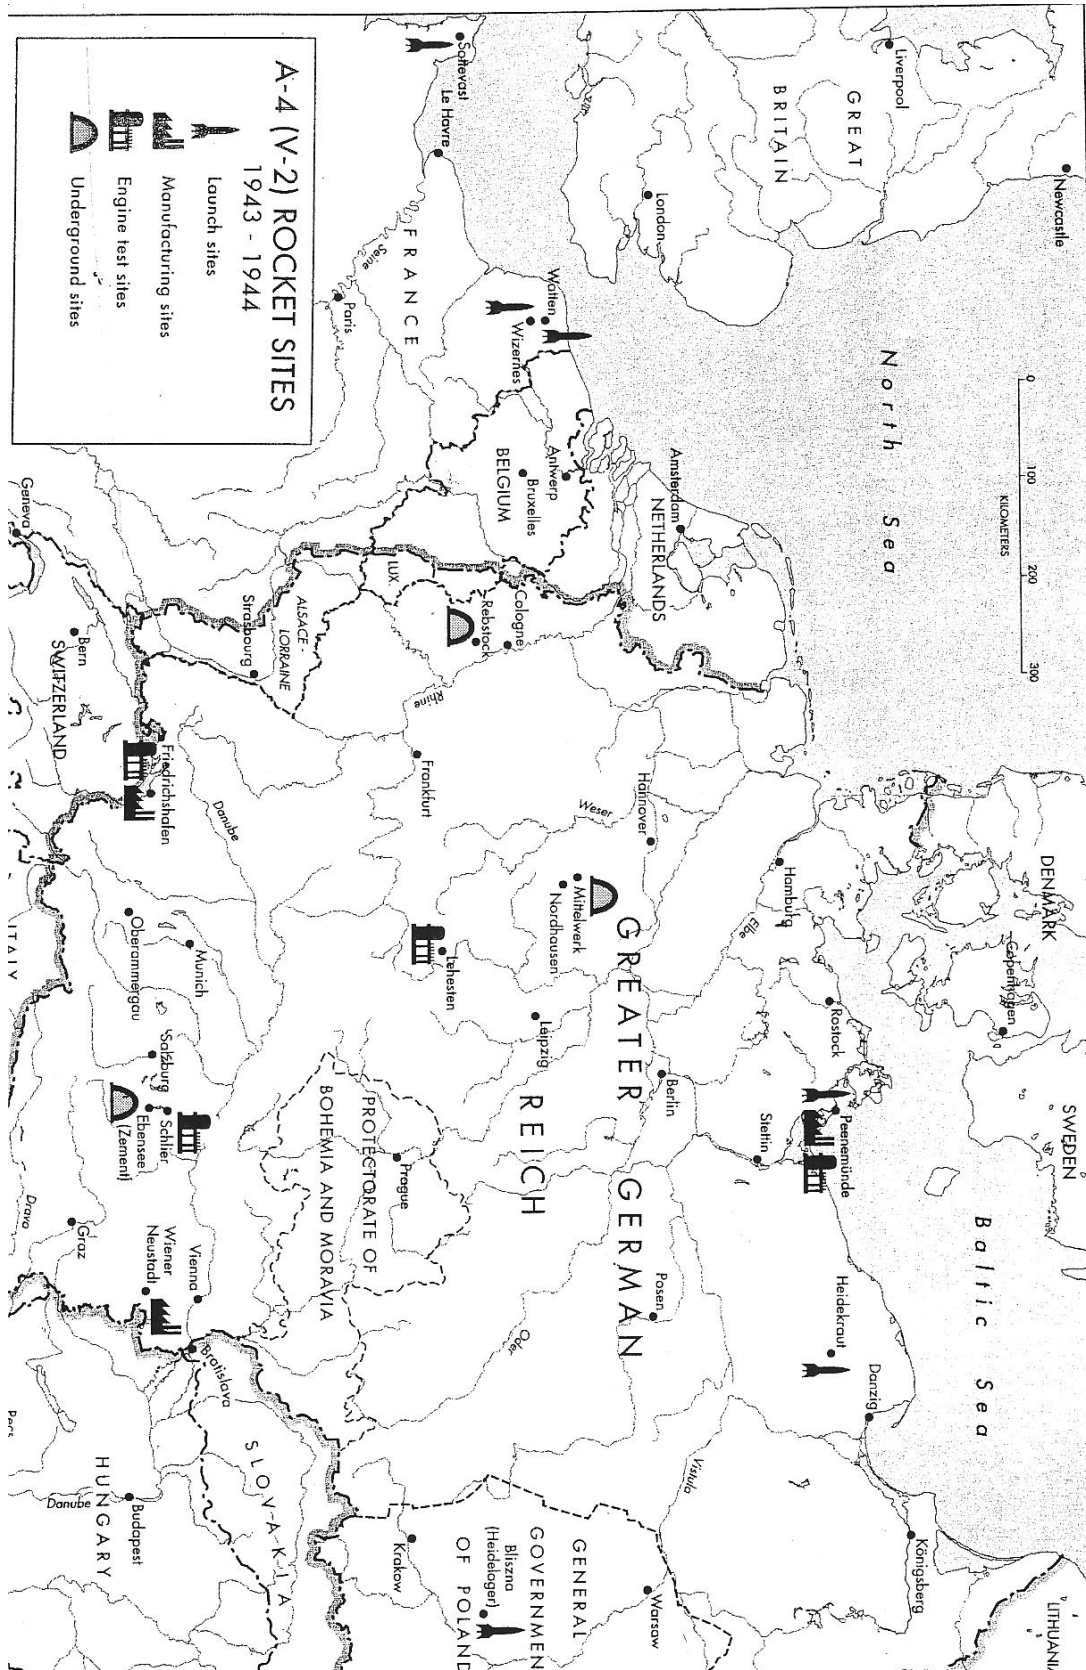 A-4 (V-2) ROCKET SITES
1943 - 1944
Launch sites
Manufacturing sites
Engine test sites
Underground sites
0
100
200
300
KILOMETERS
Newcastle
Liverpool
GREAT
BRITAIN
London
North Sea
DENMARK
Copenhagen
SWEDEN
Baltic Sea
LITHUANIA
Königsberg
Danzig
Heidekraut
Peenemünde
Rostock
Stettin
Hamburg
Elbe
Amsterdam
NETHERLANDS
Hannover
Weser
Berlin
Posen
Vistula
Warsaw
GREATER GERMAN
REICH
Mittelwerk
Nordhausen
Leipzig
Oder
GENERAL
GOVERNMEN
OF POLAND
Bliszna
(Heidelager)
Krakow
Sottevast
Le Havre
Watten
Wizernes
Antwerp
Bruxelles
BELGIUM
FRANCE
Seine
Paris
Cologne
Rebstock
LUX.
Rhine
Frankfurt
Lehesten
ALSACE-
LORRAINE
Strasbourg
PROTECTORATE OF
BOHEMIA AND MORAVIA
Prague
Danube
Friedrichshafen
Munich
Oberammergau
Salzburg
Schlier
Ebensee
(Zement)
Vienna
Wiener
Neustadt
Bratislava
SLOVAKIA
Geneva
Bern
SWITZERLAND
ITALY
Graz
Drava
HUNGARY
Budapest
Danube
Pecs